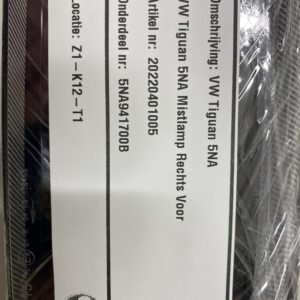 Omschrijving: VW Tiguan 5NA
VW Tiguan 5NA Mistlamp Rechts Voor
Artikel nr: 20220401005
Onderdeel nr: 5NA941700B
Locatie: Z1-K12-T1